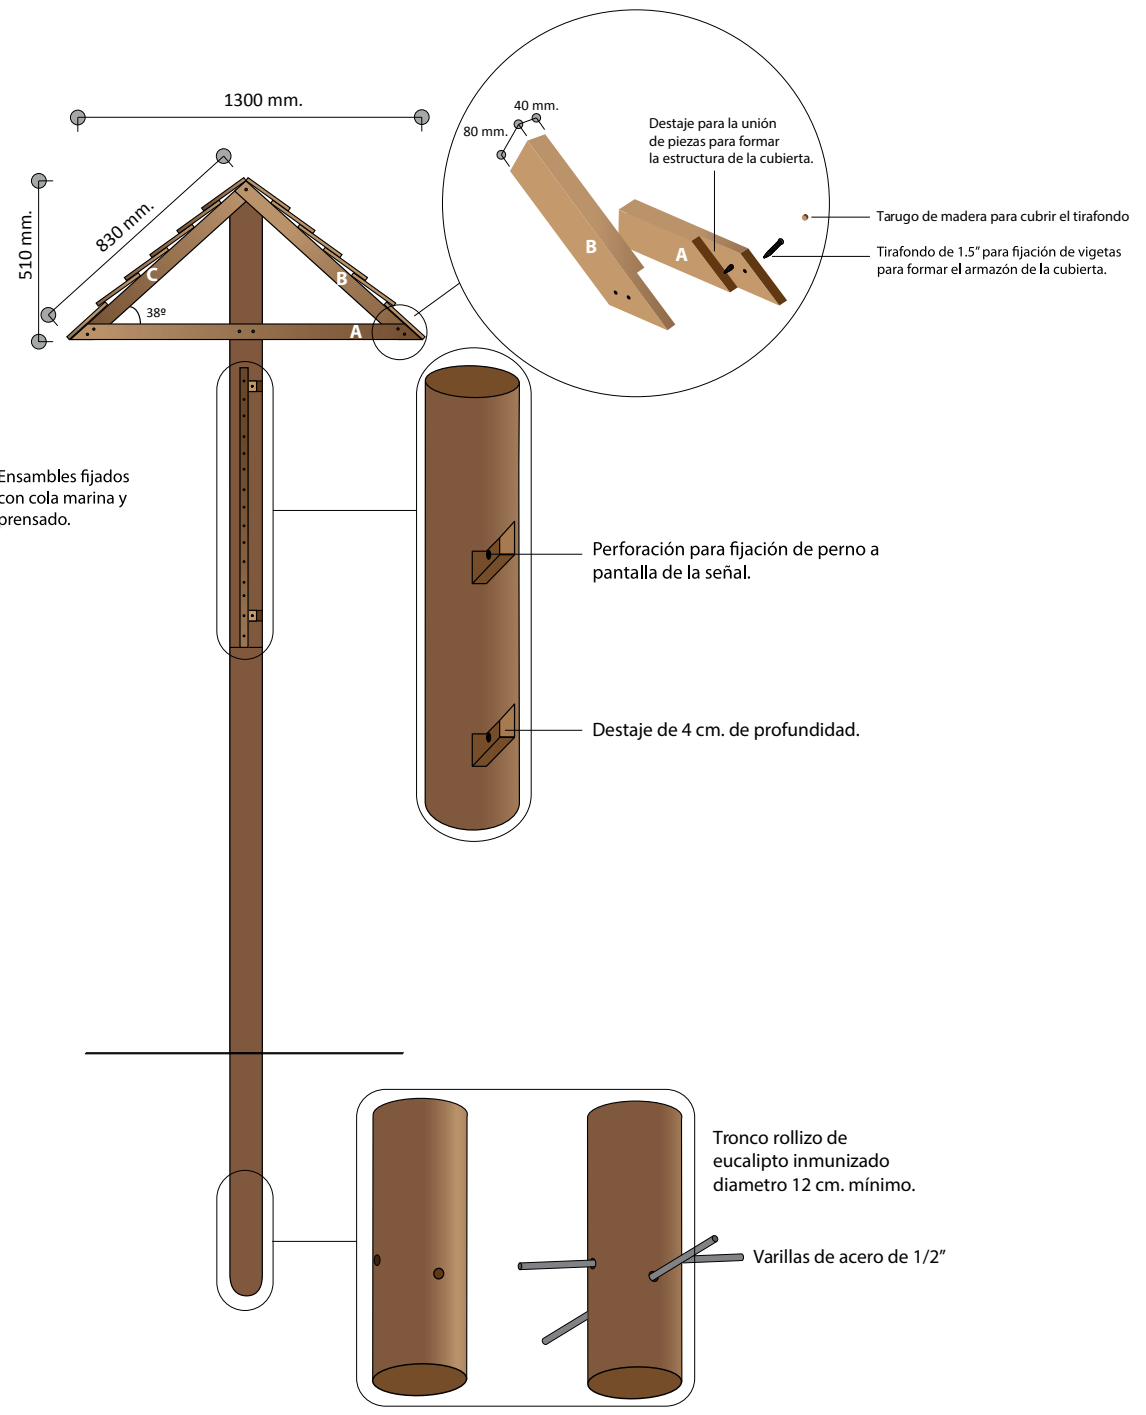 1300 mm.
40 mm.
80 mm.
Destaje para la unión
de piezas para formar
la estructura de la cubierta.
Tarugo de madera para cubrir el tirafondo
Tirafondo de 1.5” para fijación de vigetas
para formar el armazón de la cubierta.
B
A
510 mm.
830 mm.
C
B
38º
A
Ensambles fijados
con cola marina y
prensado.
Perforación para fijación de perno a
pantalla de la señal.
Destaje de 4 cm. de profundidad.
Tronco rollizo de
eucalipto inmunizado
diametro 12 cm. mínimo.
Varillas de acero de 1/2”